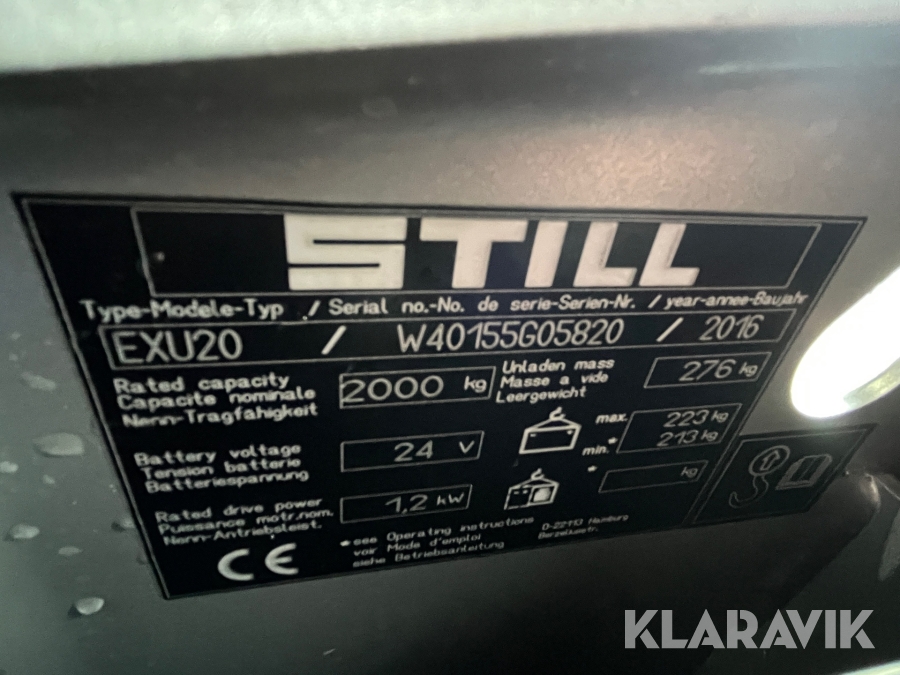 STILL
Type-Modele-Typ / Serial no.-No. de serie-Serien-Nr. / year-annee-Baujahr
EXU20 / W40155G05820 / 2016
Rated capacity
Capacite nominale
Nenn-Tragfähigkeit
2000 kg
Unladen mass
Masse a vide
Leergewicht
276 kg
Battery voltage
Tension batterie
Batteriespannung
24 V
max. 223 kg
min.* 213 kg
Rated drive power
Puissance motr.nom.
Nenn-Antriebsleist.
1,2 kW
* kg
CE
*see Operating instructions
voir Mode d'emploi
siehe Betriebsanleitung
D-22113 Hamburg
Berzeliusstr.
KLARAVIK